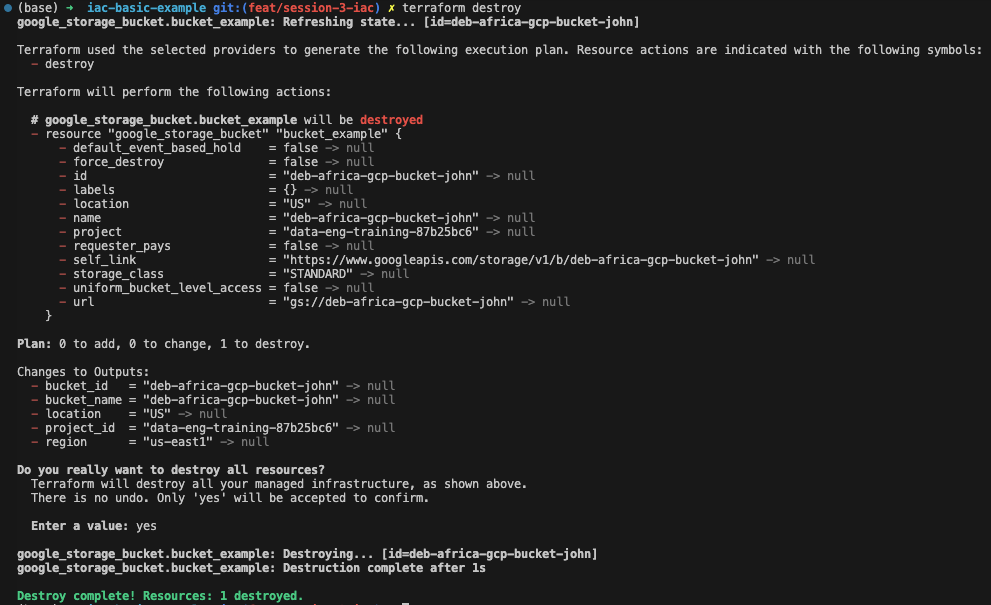 (base) → iac-basic-example git:(feat/session-3-iac) ✗ terraform destroy
google_storage_bucket.bucket_example: Refreshing state... [id=deb-africa-gcp-bucket-john]
Terraform used the selected providers to generate the following execution plan. Resource actions are indicated with the following symbols:
- destroy
Terraform will perform the following actions:
# google_storage_bucket.bucket_example will be destroyed
- resource "google_storage_bucket" "bucket_example" {
- default_event_based_hold = false -> null
- force_destroy = false -> null
- id = "deb-africa-gcp-bucket-john" -> null
- labels = {} -> null
- location = "US" -> null
- name = "deb-africa-gcp-bucket-john" -> null
- project = "data-eng-training-87b25bc6" -> null
- requester_pays = false -> null
- self_link = "https://www.googleapis.com/storage/v1/b/deb-africa-gcp-bucket-john" -> null
- storage_class = "STANDARD" -> null
- uniform_bucket_level_access = false -> null
- url = "gs://deb-africa-gcp-bucket-john" -> null
}
Plan: 0 to add, 0 to change, 1 to destroy.
Changes to Outputs:
- bucket_id = "deb-africa-gcp-bucket-john" -> null
- bucket_name = "deb-africa-gcp-bucket-john" -> null
- location = "US" -> null
- project_id = "data-eng-training-87b25bc6" -> null
- region = "us-east1" -> null
Do you really want to destroy all resources?
Terraform will destroy all your managed infrastructure, as shown above.
There is no undo. Only 'yes' will be accepted to confirm.
Enter a value: yes
google_storage_bucket.bucket_example: Destroying... [id=deb-africa-gcp-bucket-john]
google_storage_bucket.bucket_example: Destruction complete after 1s
Destroy complete! Resources: 1 destroyed.